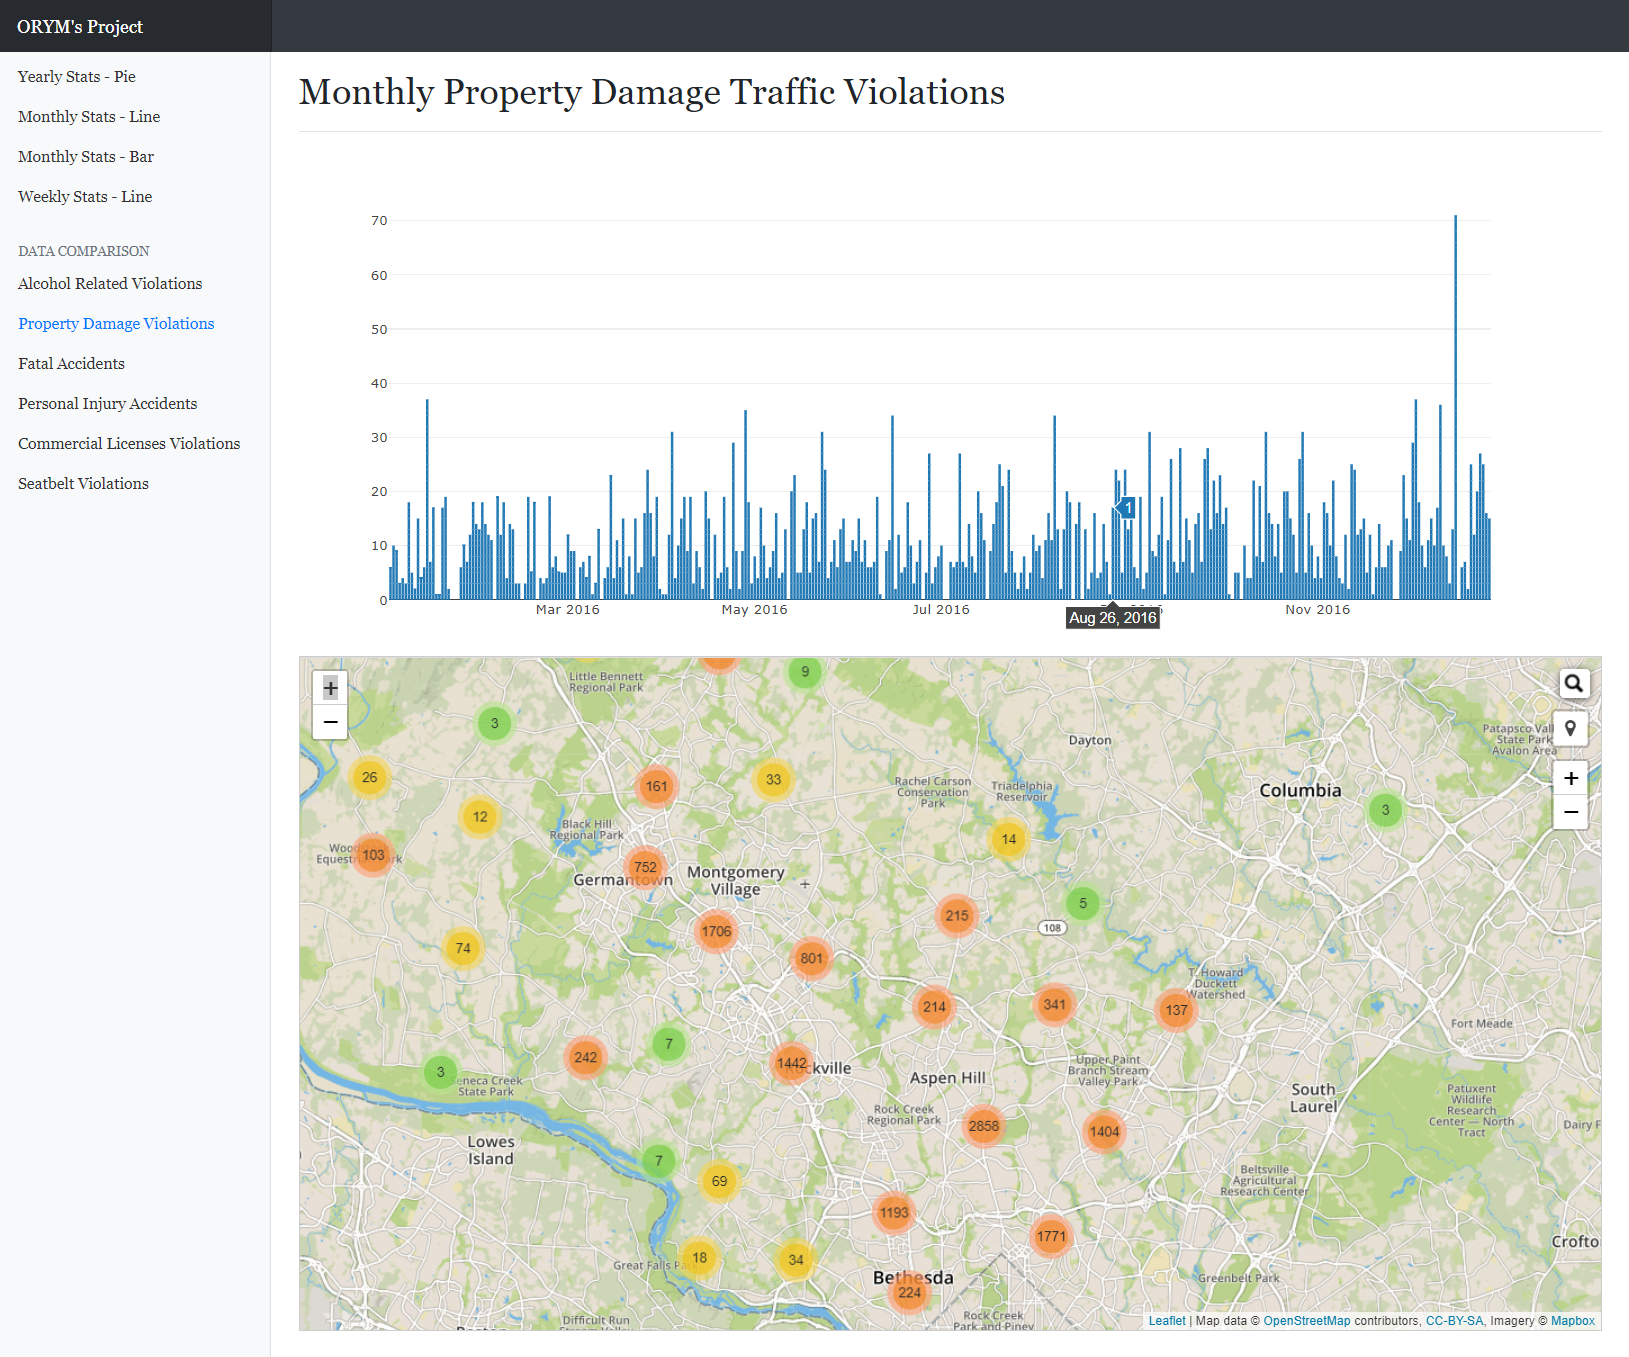 ORYM's Project
Yearly Stats - Pie
Monthly Stats - Line
Monthly Stats - Bar
Weekly Stats - Line
DATA COMPARISON
Alcohol Related Violations
Property Damage Violations
Fatal Accidents
Personal Injury Accidents
Commercial Licenses Violations
Seatbelt Violations
Monthly Property Damage Traffic Violations
70
60
50
40
30
20
10
0
1
Mar 2016
May 2016
Jul 2016
Nov 2016
Aug 26, 2016
+
−
Little Bennett
Regional Park
9
3
Dayton
Patapsco Vall
State Park
Avalon Area
26
161
33
Rachel Carson
Conservation
Park
Triadelphia
Reservoir
Columbia
+
−
3
12
Black Hill
Regional Park
14
103
752
Germantown
Montgomery
Village
5
215
108
1706
74
801
T. Howard
Duckett
Watershed
214
341
137
Fort Meade
7
242
1442
Aspen Hill
3
Seneca Creek
State Park
Upper Paint
Branch Stream
Valley Park
South
Laurel
Patuxent
Wildlife
Research
Center — North
Tract
Rock Creek
Regional Park
2858
1404
Dairy F
Lowes
Island
7
69
Beltsville
Agricultural
Research Center
1193
1771
Crofto
18
34
Great Falls
Bethesda
224
Greenbelt Park
Difficult Run
Rock Creek
Park and Piney
Leaflet | Map data © OpenStreetMap contributors, CC-BY-SA, Imagery © Mapbox